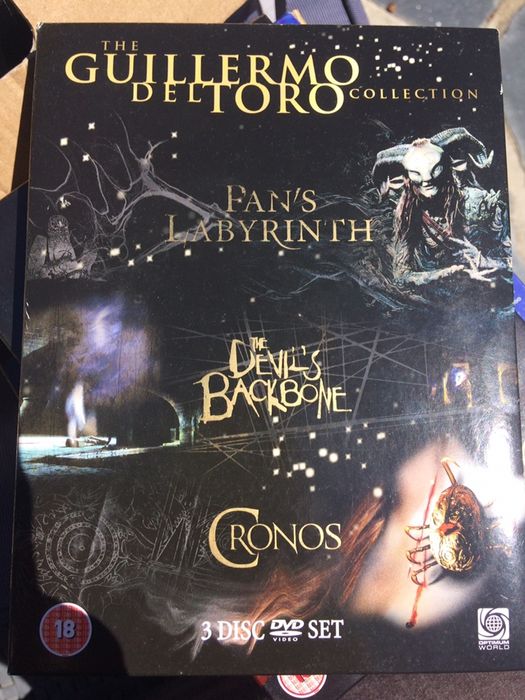 THE
GUILLERMO
DEL TORO COLLECTION
PAN'S
LABYRINTH
THE
DEVIL'S
BACKBONE
CRONOS
18
3 DISC DVD VIDEO SET
OPTIMUM
WORLD